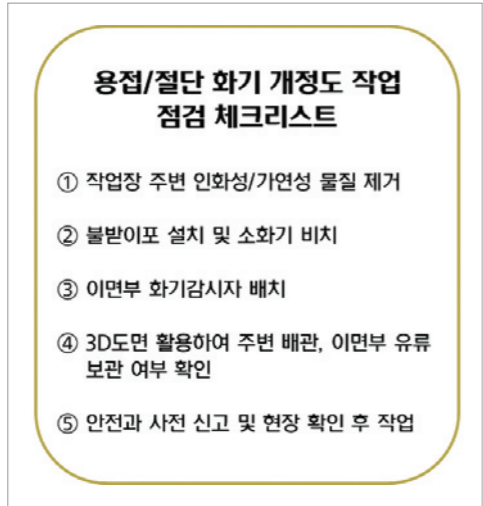 용접/절단 화기 개정도 작업
점검 체크리스트
① 작업장 주변 인화성/가연성 물질 제거
② 불받이포 설치 및 소화기 비치
③ 이면부 화기감시자 배치
④ 3D도면 활용하여 주변 배관, 이면부 유류
보관 여부 확인
⑤ 안전과 사전 신고 및 현장 확인 후 작업